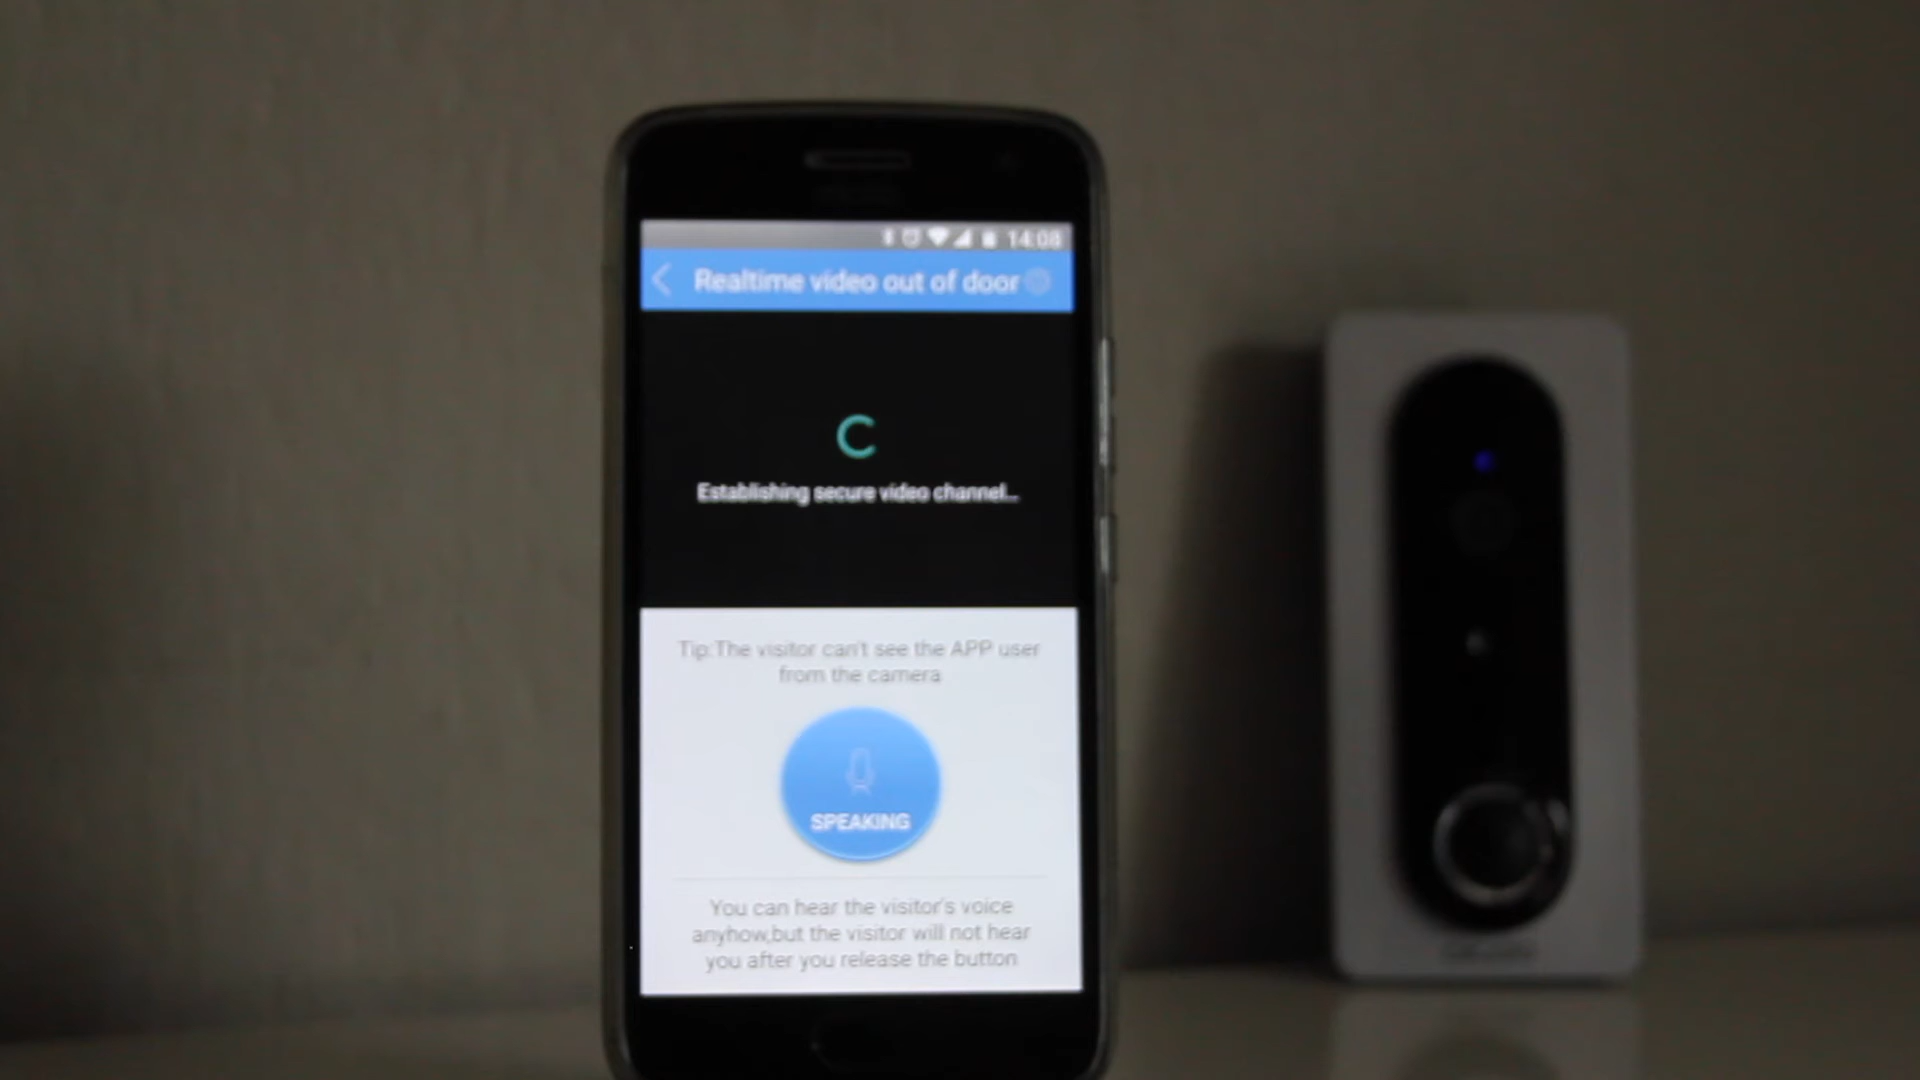 14:08
Realtime video out of door
Establishing secure video channel...
Tip:The visitor can't see the APP user
from the camera
SPEAKING
You can hear the visitor's voice
anyhow,but the visitor will not hear
you after you release the button